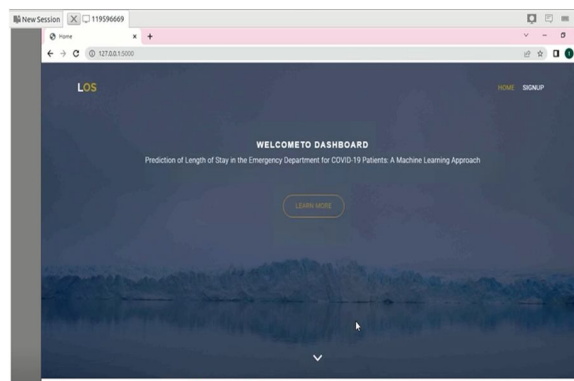 New Session 119596669
Home
127.0.0.1:5000
LOS
HOME SIGNUP
WELCOMETO DASHBOARD
Prediction of Length of Stay in the Emergency Department for COVID-19 Patients: A Machine Learning Approach
LEARN MORE